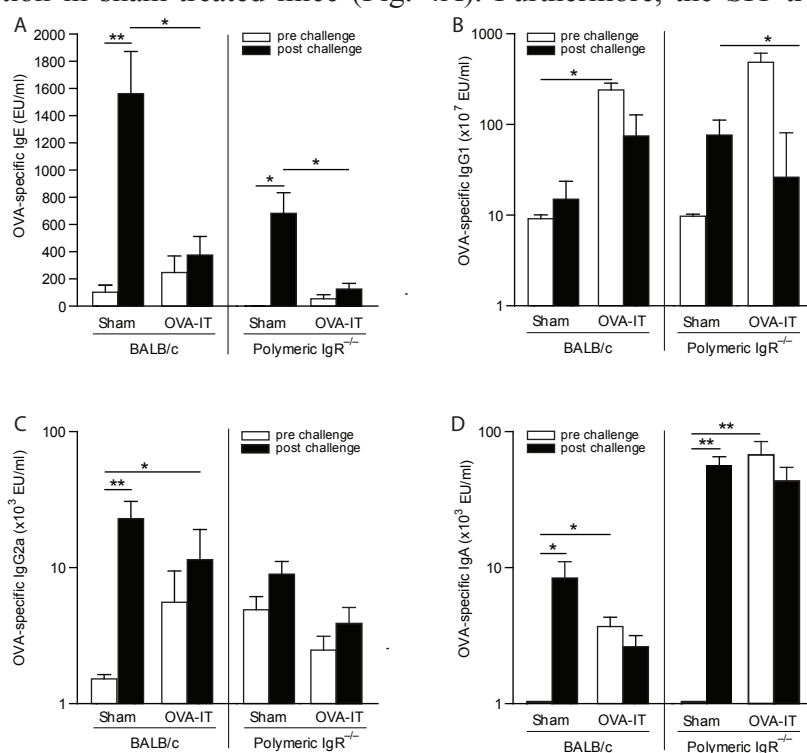 tion in sham treated mice (Fig. 4A). Furthermore, the SIT tr
A
OVA-specific IgE (EU/ml)
2000
1800
1600
1400
1200
1000
800
600
400
200
0
**
*
*
*
pre challenge
post challenge
Sham
OVA-IT
Sham
OVA-IT
BALB/c
Polymeric IgR–/–
B
OVA-specific IgG1 (x10⁷ EU/ml)
1000
100
10
1
pre challenge
post challenge
*
*
Sham
OVA-IT
Sham
OVA-IT
BALB/c
Polymeric IgR–/–
C
OVA-specific IgG2a (x10³ EU/ml)
100
10
1
*
**
pre challenge
post challenge
Sham
OVA-IT
Sham
OVA-IT
BALB/c
Polymeric IgR–/–
D
OVA-specific IgA (x10³ EU/ml)
100
10
1
pre challenge
post challenge
*
*
**
**
Sham
OVA-IT
Sham
OVA-IT
BALB/c
Polymeric IgR–/–